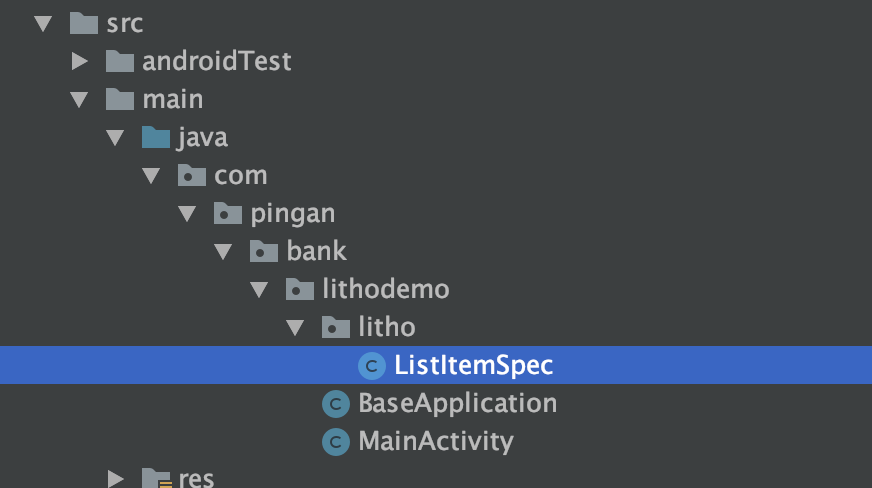 src
androidTest
main
java
com
pingan
bank
lithodemo
litho
ListItemSpec
BaseApplication
MainActivity
res